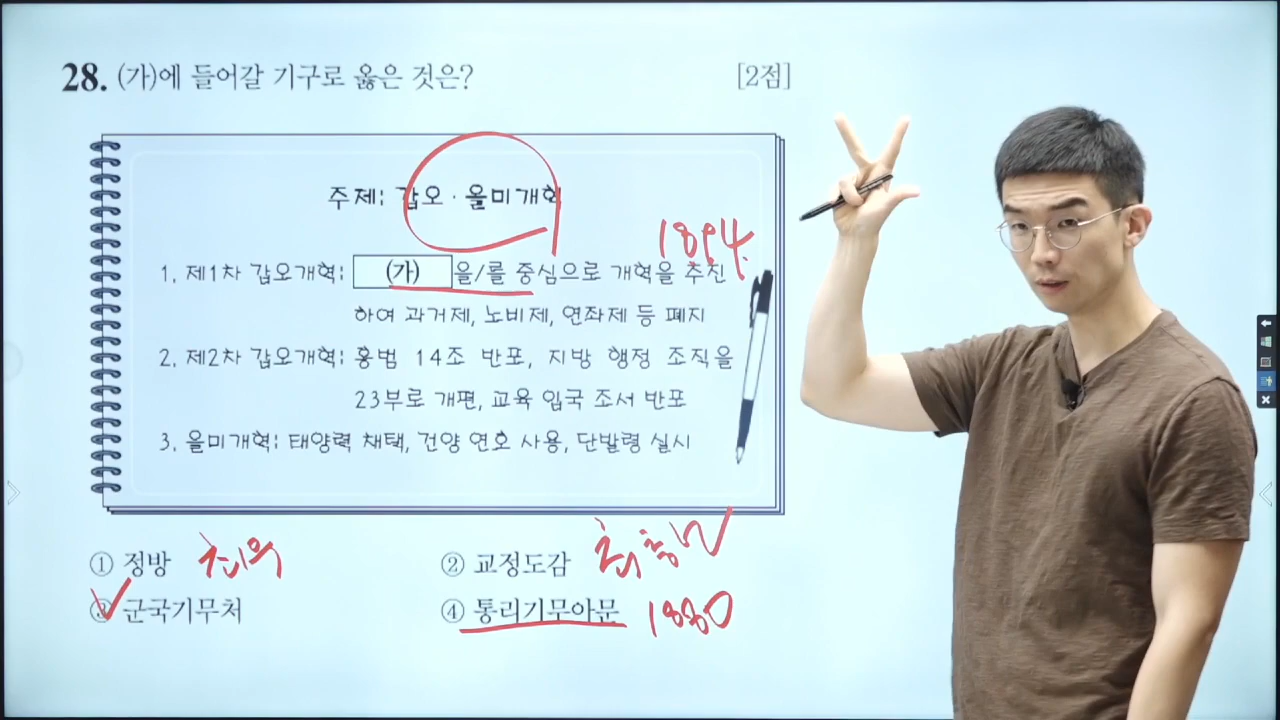 28. (가)에 들어갈 기구로 옳은 것은? [2점]
주제: 갑오·을미개혁
1894.
1. 제1차 갑오개혁: (가) 을/를 중심으로 개혁을 추진
하여 과거제, 노비제, 연좌제 등 폐지
2. 제2차 갑오개혁: 홍범 14조 반포, 지방 행정 조직을
23부로 개편, 교육 입국 조서 반포
3. 을미개혁: 태양력 채택, 건양 연호 사용, 단발령 실시
① 정방 최우 ② 교정도감 최충헌
③ 군국기무처 ④ 통리기무아문 1880